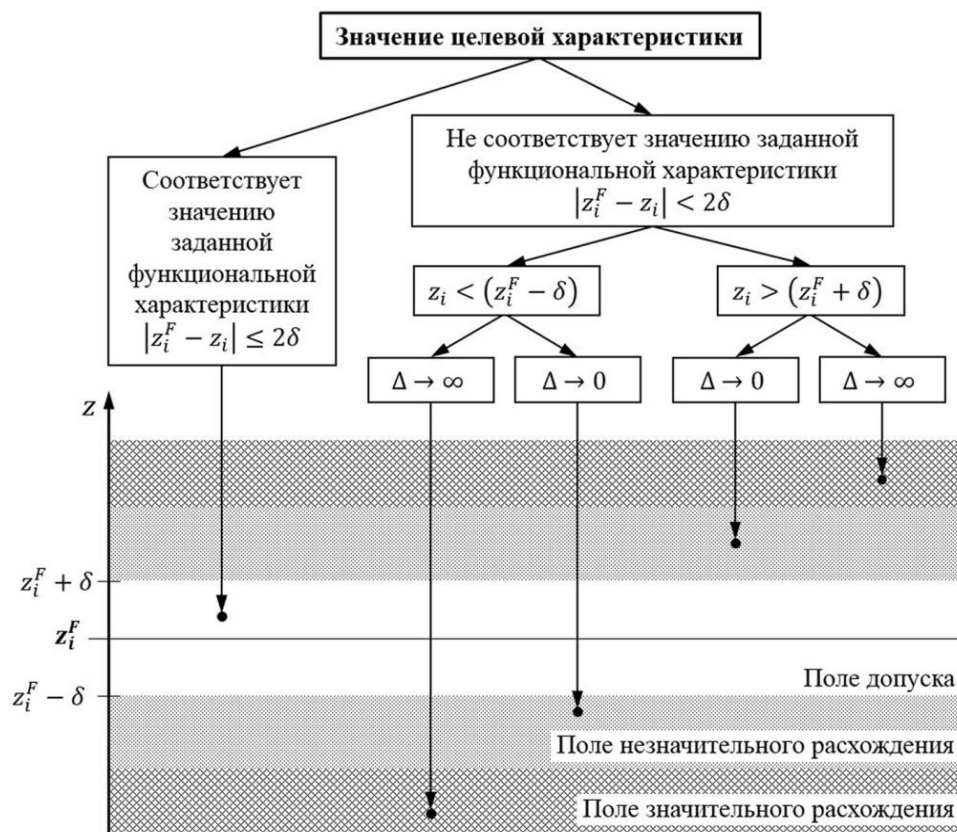 Значение целевой характеристики
Соответствует
значению
заданной
функциональной
характеристики
|z_i^F − z_i| ≤ 2δ
Не соответствует значению заданной
функциональной характеристики
|z_i^F − z_i| < 2δ
z_i < (z_i^F − δ)
z_i > (z_i^F + δ)
Δ → ∞
Δ → 0
Δ → 0
Δ → ∞
z
z_i^F + δ
z_i^F
z_i^F − δ
Поле допуска
Поле незначительного расхождения
Поле значительного расхождения